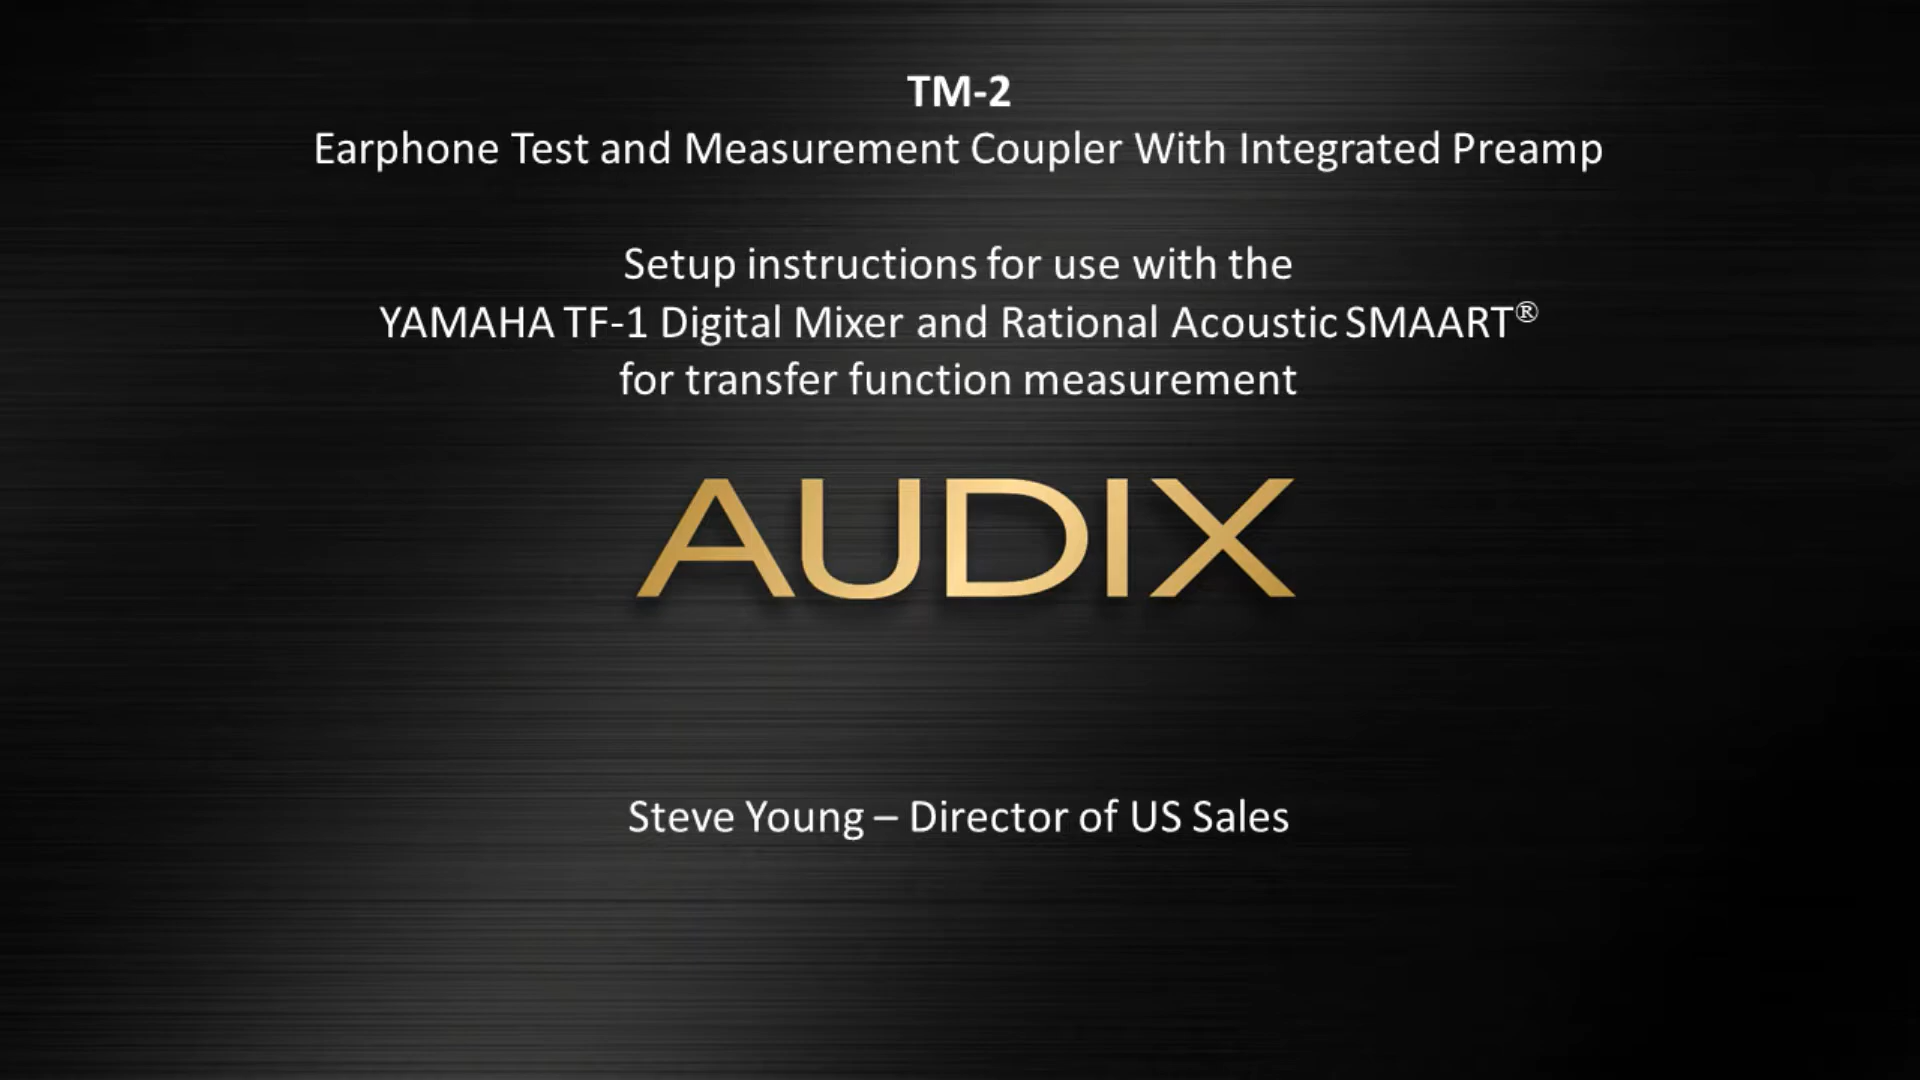 TM-2
Earphone Test and Measurement Coupler With Integrated Preamp
Setup instructions for use with the
YAMAHA TF-1 Digital Mixer and Rational Acoustic SMAART®
for transfer function measurement
AUDIX
Steve Young – Director of US Sales